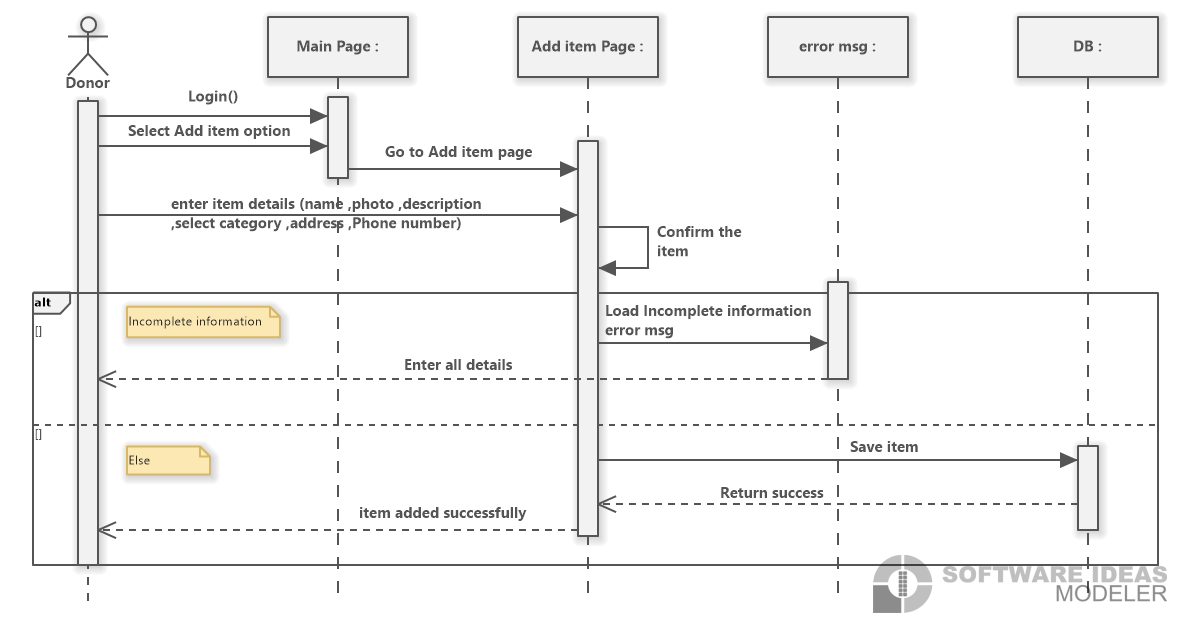 Donor
Main Page :
Add item Page :
error msg :
DB :
Login()
Select Add item option
Go to Add item page
enter item details (name ,photo ,description
,select category ,address ,Phone number)
Confirm the
item
alt
[]
Incomplete information
Load Incomplete information
error msg
Enter all details
[]
Else
Save item
Return success
item added successfully
SOFTWARE IDEAS
MODELER